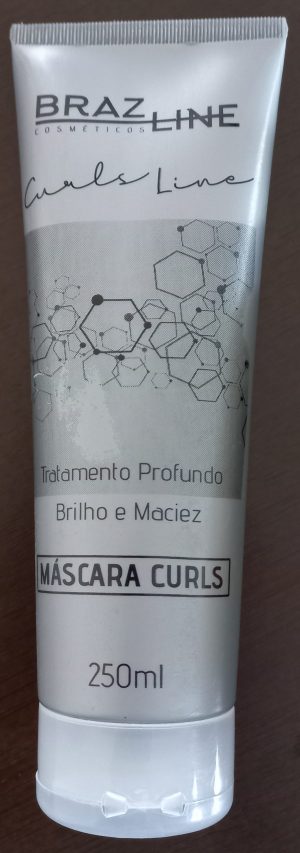 BRAZ LINE
COSMÉTICOS
Curls Line
Tratamento Profundo
Brilho e Maciez
MÁSCARA CURLS
250ml